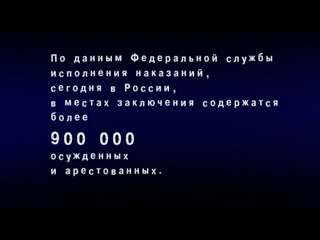 По данным Федеральной службы
исполнения наказаний,
сегодня в России,
в местах заключения содержатся
более
900 000
осужденных
и арестованных.